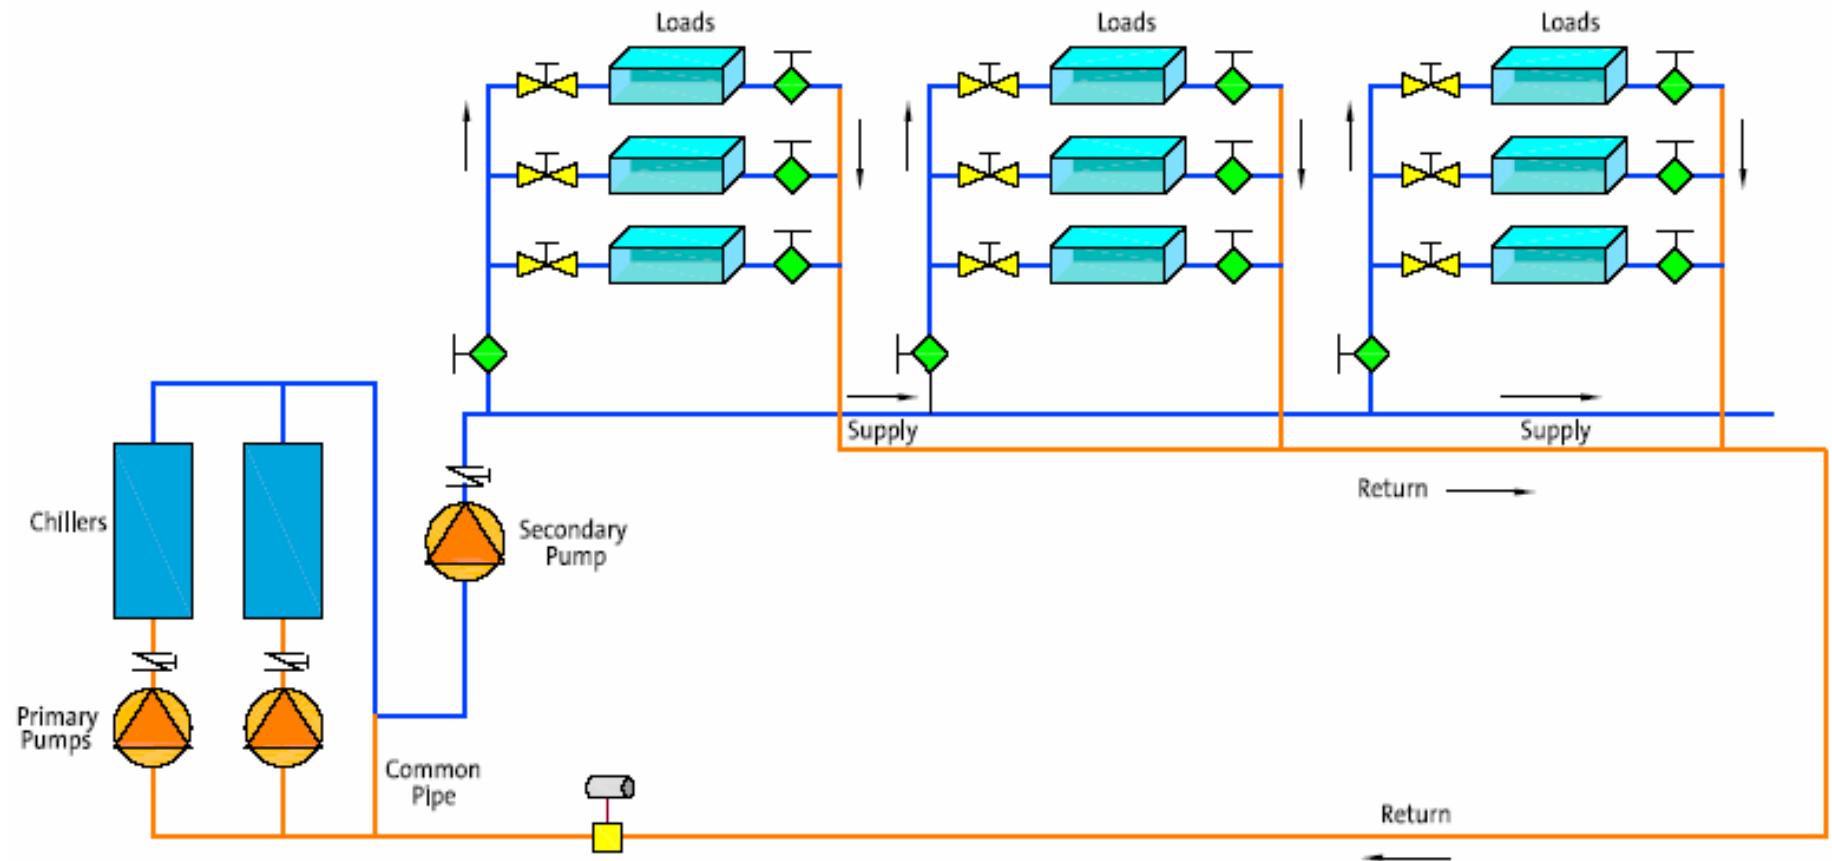 Loads
Loads
Loads
Supply
Supply
Return
Chillers
Secondary
Pump
Primary
Pumps
Common
Pipe
Return